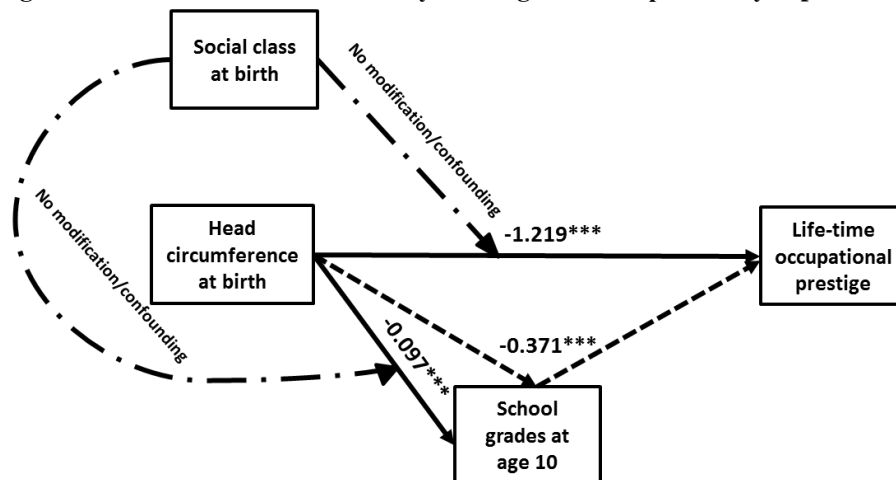 Social class
at birth
No modification/confounding
No modification/confounding
Head
circumference
at birth
-1.219***
Life-time
occupational
prestige
-0.371***
-0.097***
School
grades at
age 10